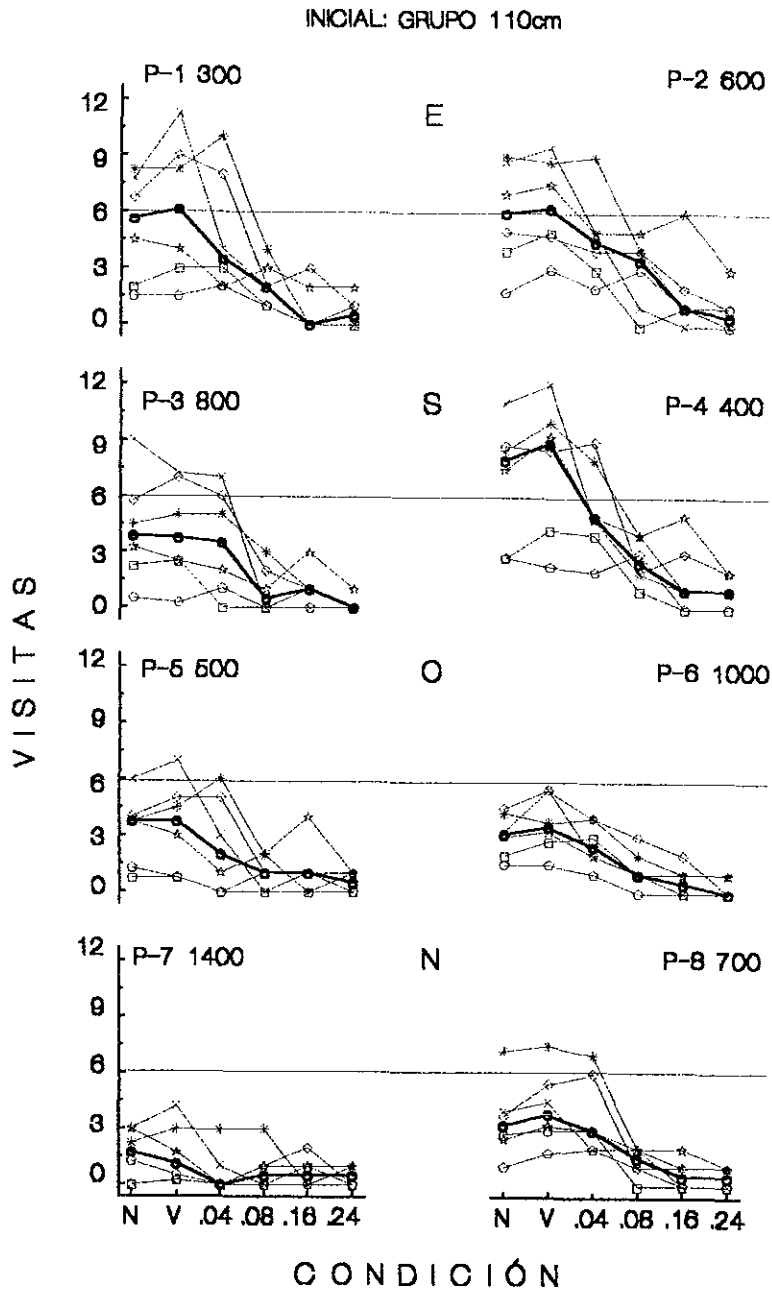 INICIAL: GRUPO 110cm
P-1 300
E
P-2 600
12
9
6
3
0
P-3 800
S
P-4 400
12
9
6
3
0
VISITAS
P-5 500
O
P-6 1000
12
9
6
3
0
P-7 1400
N
P-8 700
12
9
6
3
0
N V .04 .08 .16 .24
N V .04 .08 .16 .24
CONDICIÓN